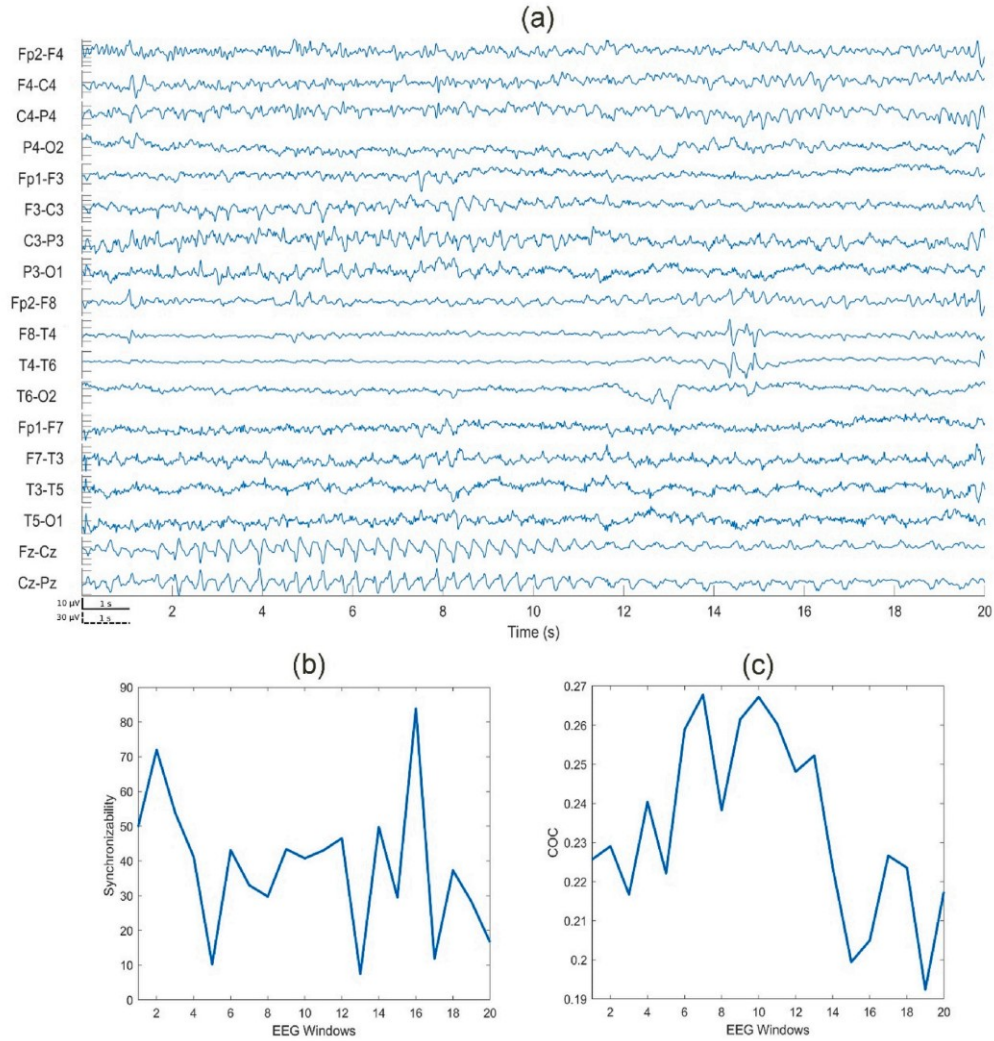 (a)
Fp2-F4
F4-C4
C4-P4
P4-O2
Fp1-F3
F3-C3
C3-P3
P3-O1
Fp2-F8
F8-T4
T4-T6
T6-O2
Fp1-F7
F7-T3
T3-T5
T5-O1
Fz-Cz
Cz-Pz
10 μV 1 s
30 μV 1 s
2 4 6 8 10 12 14 16 18 20
Time (s)
(b)
90
80
70
60
50
40
30
20
10
0
Synchronizability
2 4 6 8 10 12 14 16 18 20
EEG Windows
(c)
0.27
0.26
0.25
0.24
0.23
0.22
0.21
0.2
0.19
COC
2 4 6 8 10 12 14 16 18 20
EEG Windows